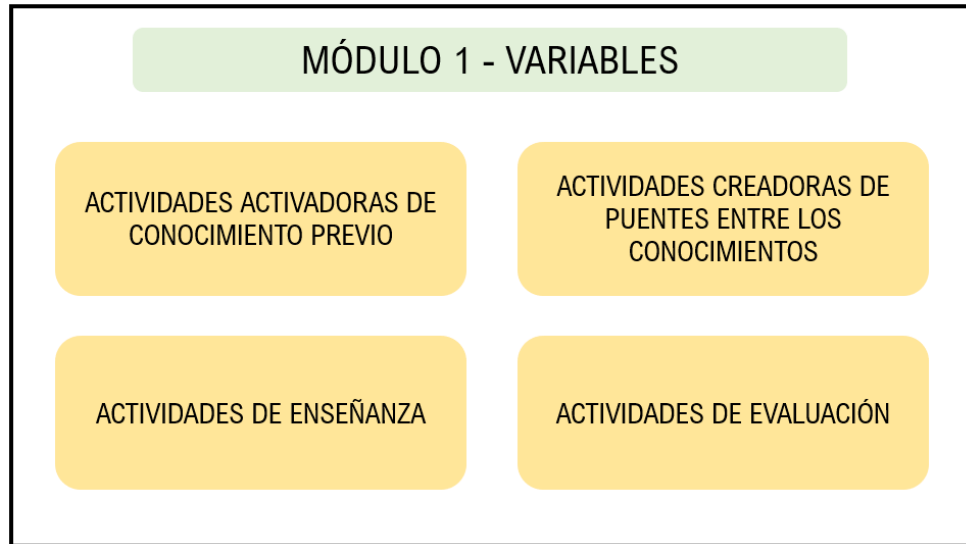 MÓDULO 1 - VARIABLES
ACTIVIDADES ACTIVADORAS DE
CONOCIMIENTO PREVIO
ACTIVIDADES CREADORAS DE
PUENTES ENTRE LOS
CONOCIMIENTOS
ACTIVIDADES DE ENSEÑANZA
ACTIVIDADES DE EVALUACIÓN